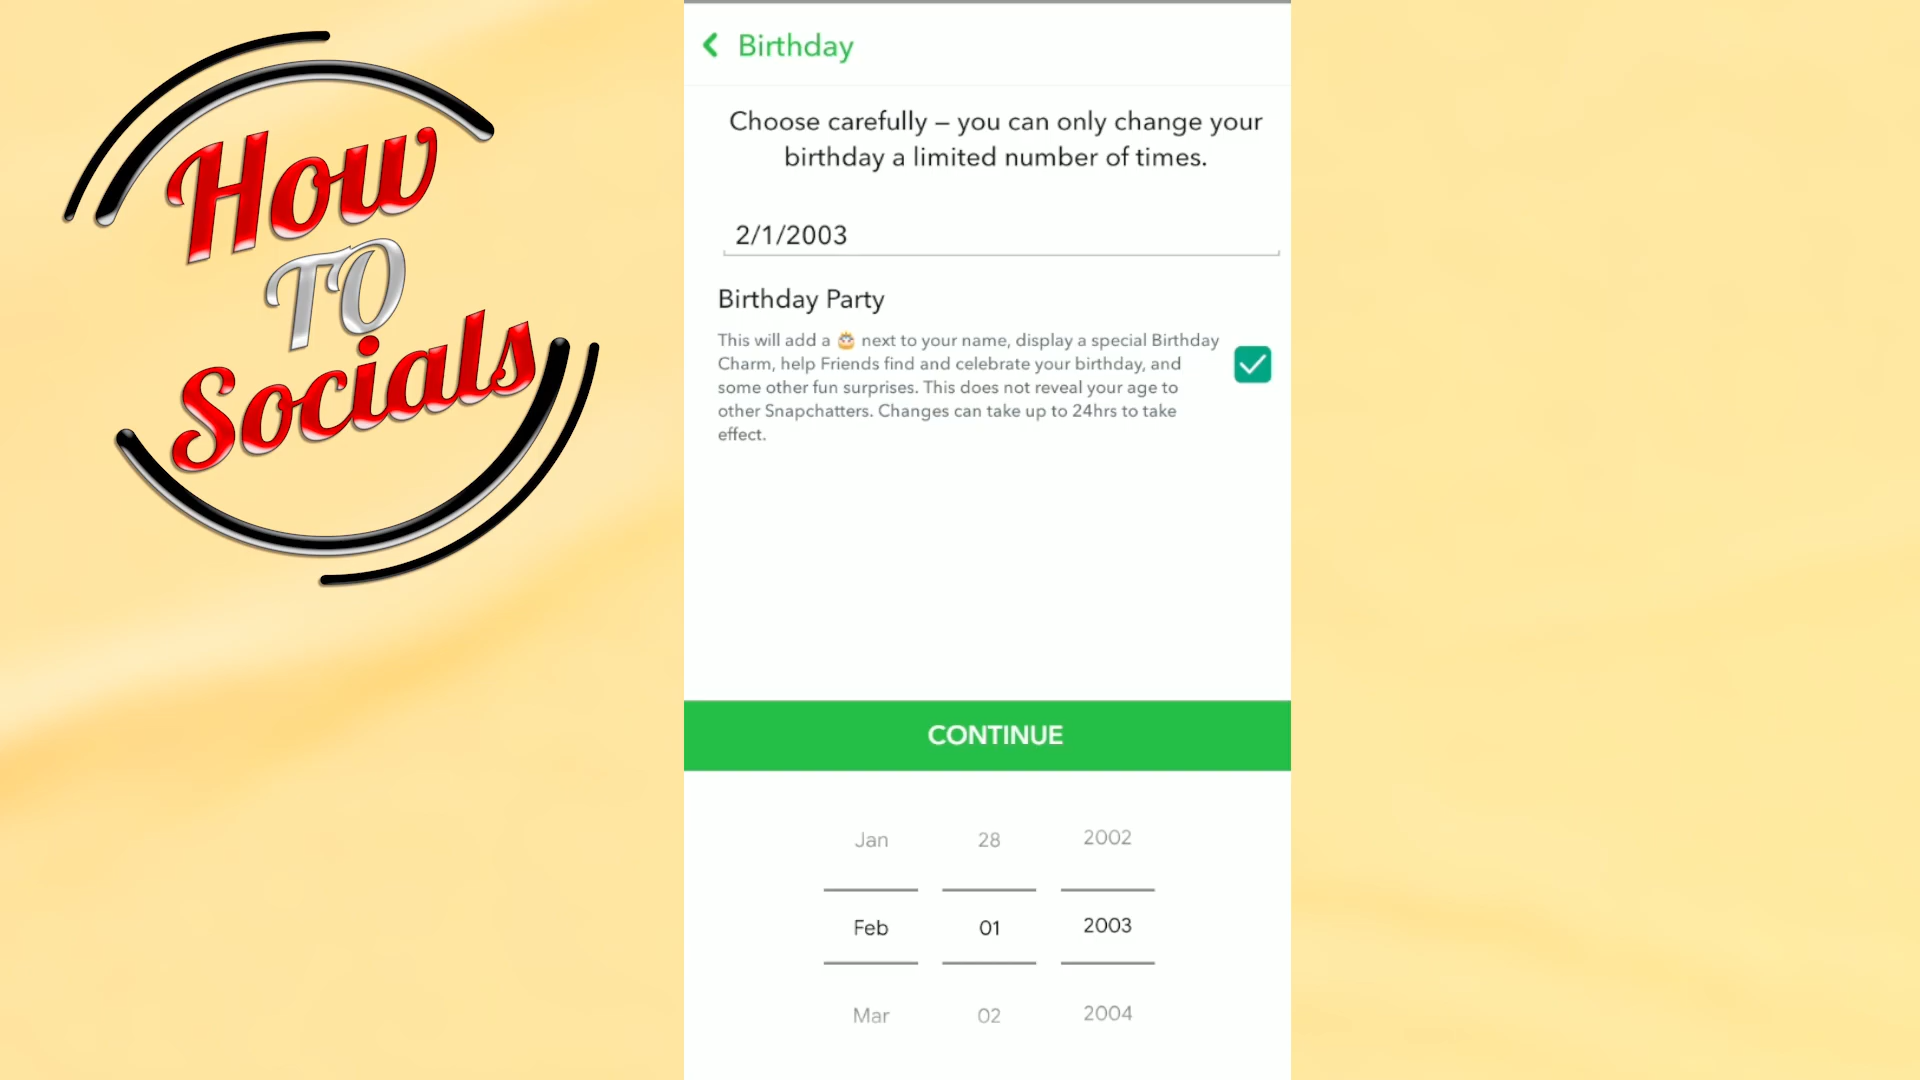 How
TO
Socials
Birthday
Choose carefully – you can only change your
birthday a limited number of times.
2/1/2003
Birthday Party
This will add a 🎂 next to your name, display a special Birthday
Charm, help Friends find and celebrate your birthday, and
some other fun surprises. This does not reveal your age to
other Snapchatters. Changes can take up to 24hrs to take
effect.
CONTINUE
Jan 28 2002
Feb 01 2003
Mar 02 2004